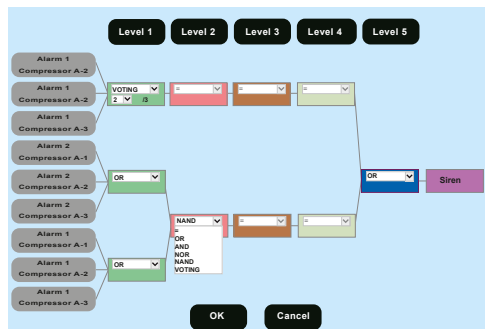 Level 1 Level 2 Level 3 Level 4 Level 5
Alarm 1
Compressor A-2
Alarm 1
Compressor A-2
VOTING = = =
2 /3
Alarm 1
Compressor A-3
Alarm 2
Compressor A-1
Alarm 2
Compressor A-2
OR OR Siren
Alarm 2
Compressor A-3
NAND = =
=
OR
AND
NOR
NAND
VOTING
Alarm 1
Compressor A-1
Alarm 1
Compressor A-2
OR
Alarm 1
Compressor A-3
OK Cancel